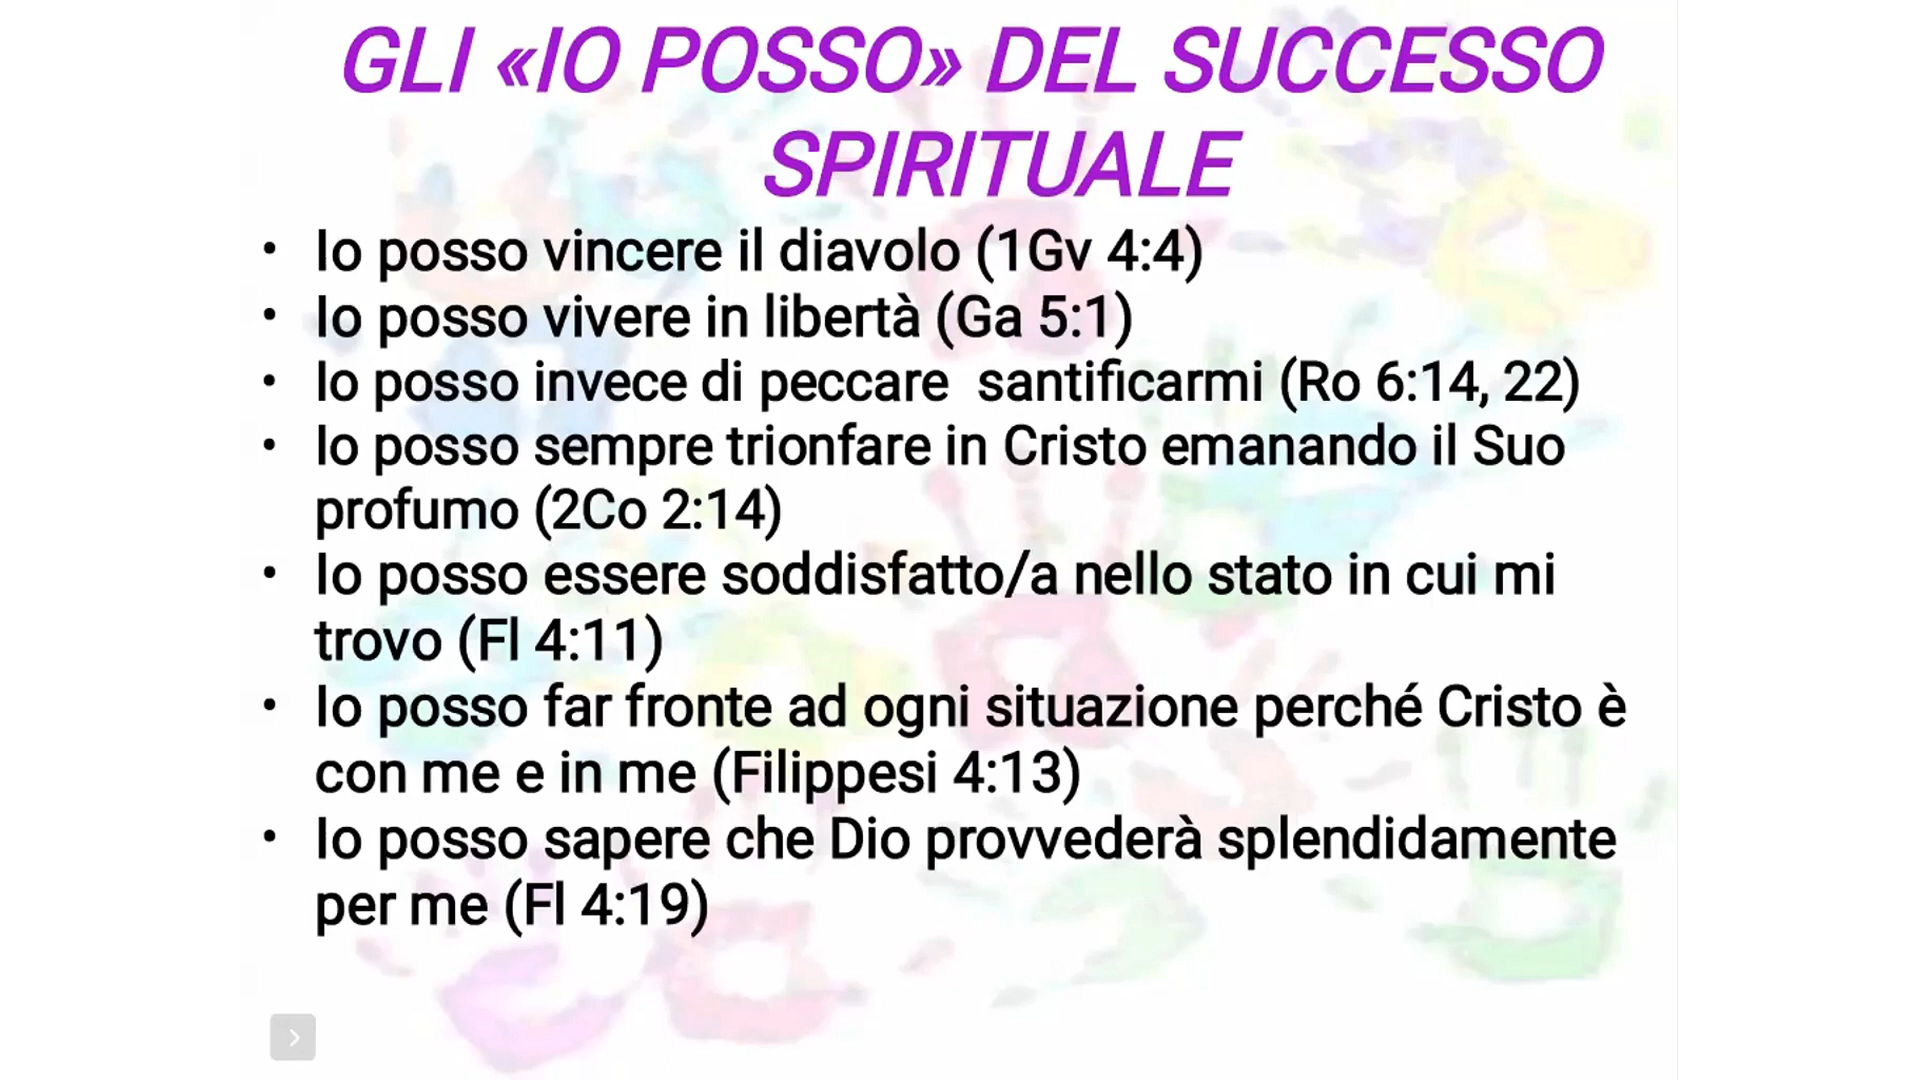 GLI «IO POSSO» DEL SUCCESSO
SPIRITUALE
• Io posso vincere il diavolo (1Gv 4:4)
• Io posso vivere in libertà (Ga 5:1)
• Io posso invece di peccare  santificarmi (Ro 6:14, 22)
• Io posso sempre trionfare in Cristo emanando il Suo
profumo (2Co 2:14)
• Io posso essere soddisfatto/a nello stato in cui mi
trovo (Fl 4:11)
• Io posso far fronte ad ogni situazione perché Cristo è
con me e in me (Filippesi 4:13)
• Io posso sapere che Dio provvederà splendidamente
per me (Fl 4:19)